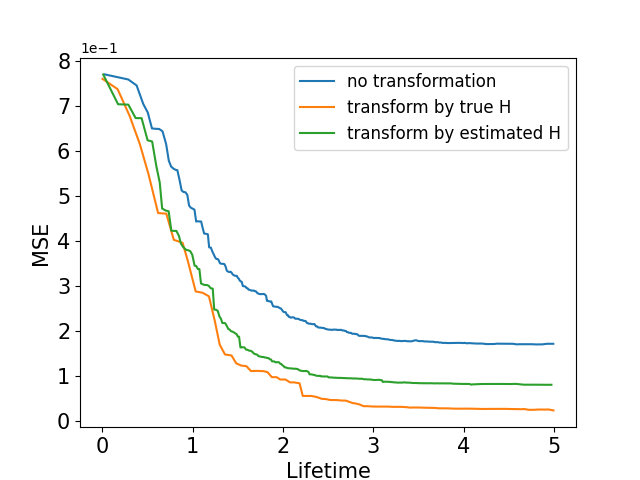 1e−1
8
7
6
5
4
3
2
1
0
MSE
no transformation
transform by true H
transform by estimated H
0 1 2 3 4 5
Lifetime